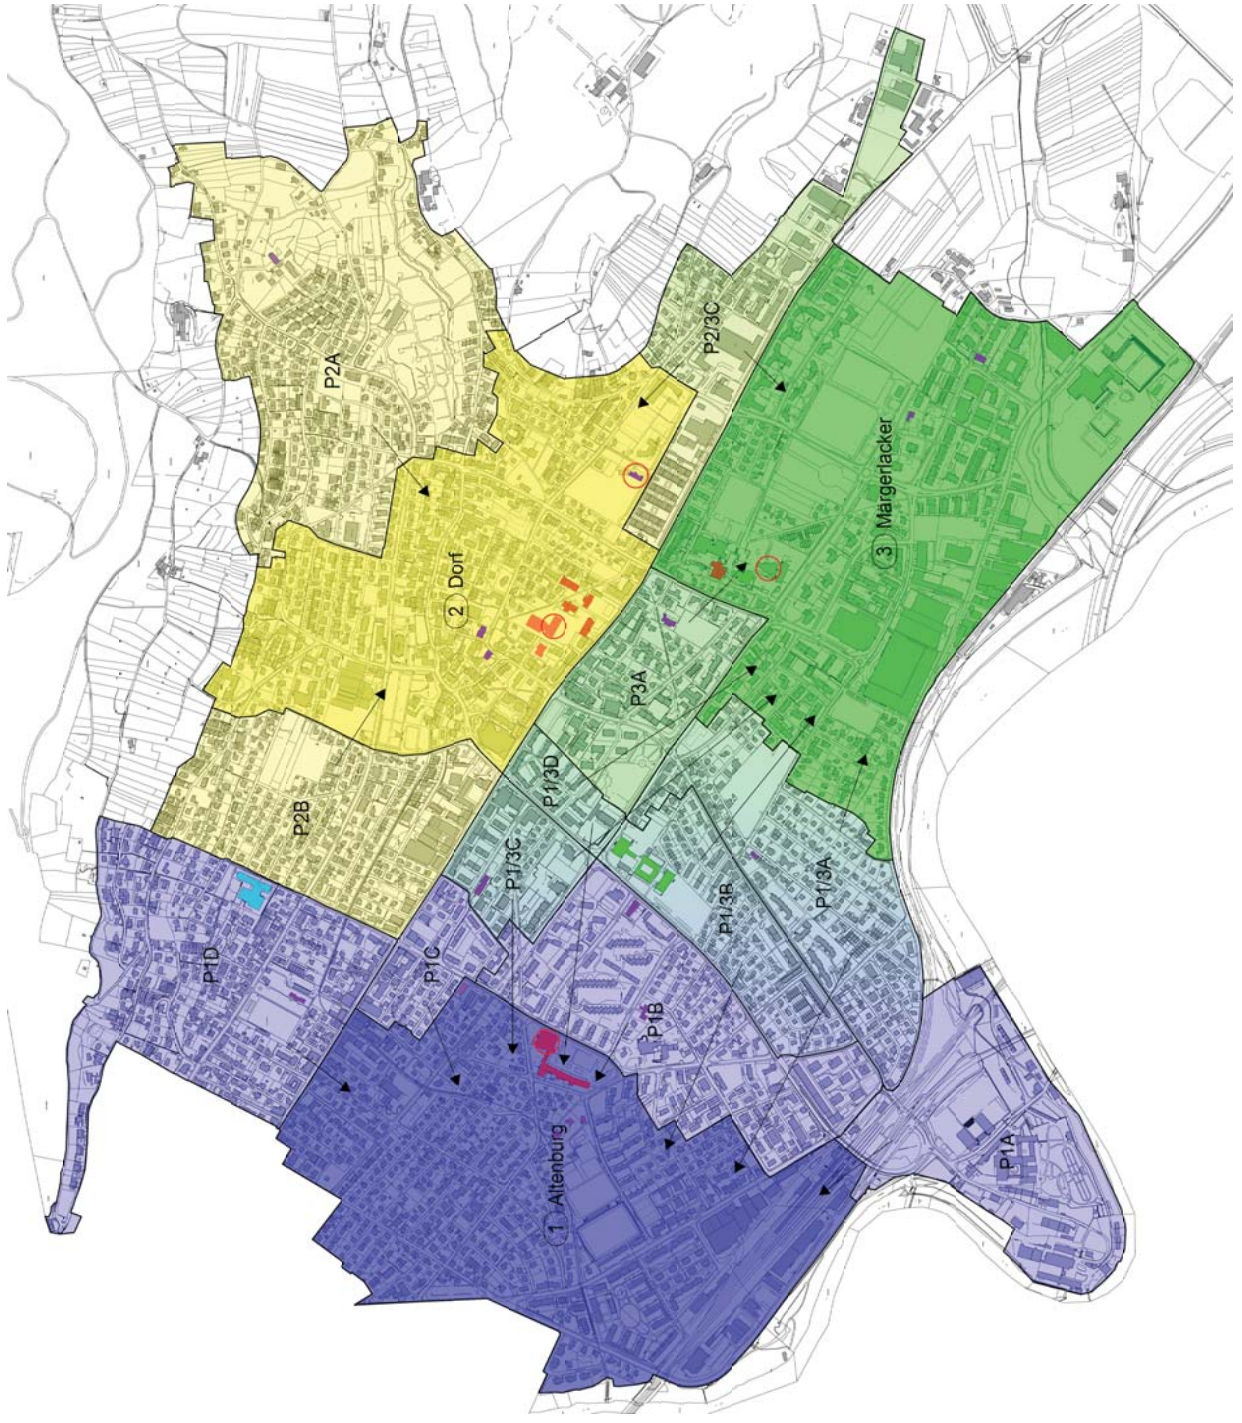 P2A
P2/3C
2 Dorf
3 Märgerlacker
P3A
P1/3D
P2B
P1/3C
P1/3A
P1/3B
P1D
P1C
P1B
P1A
1 Altenburg